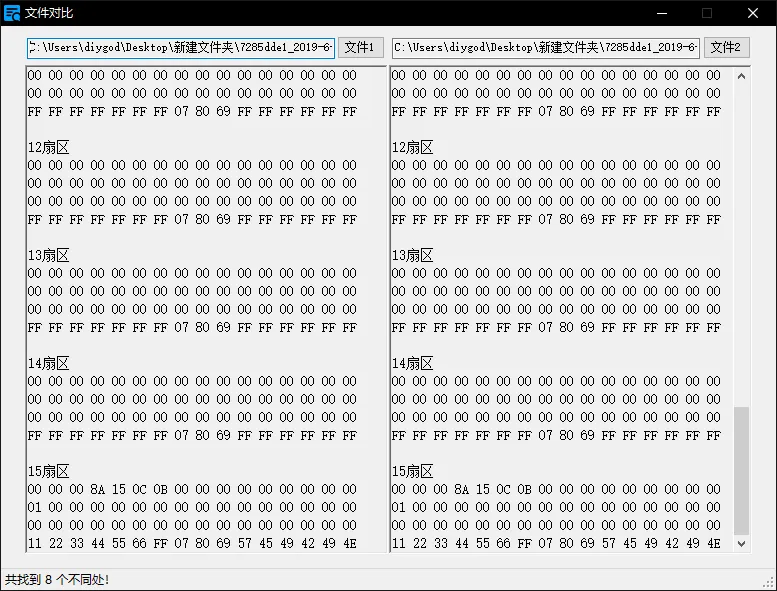 文件对比
C:\Users\diygod\Desktop\新建文件夹\7285dde1_2019-6- 文件1 C:\Users\diygod\Desktop\新建文件夹\7285dde1_2019-6- 文件2
00 00 00 00 00 00 00 00 00 00 00 00 00 00 00 00
00 00 00 00 00 00 00 00 00 00 00 00 00 00 00 00
FF FF FF FF FF FF FF 07 80 69 FF FF FF FF FF FF
12扇区
00 00 00 00 00 00 00 00 00 00 00 00 00 00 00 00
00 00 00 00 00 00 00 00 00 00 00 00 00 00 00 00
00 00 00 00 00 00 00 00 00 00 00 00 00 00 00 00
FF FF FF FF FF FF FF 07 80 69 FF FF FF FF FF FF
13扇区
00 00 00 00 00 00 00 00 00 00 00 00 00 00 00 00
00 00 00 00 00 00 00 00 00 00 00 00 00 00 00 00
00 00 00 00 00 00 00 00 00 00 00 00 00 00 00 00
FF FF FF FF FF FF FF 07 80 69 FF FF FF FF FF FF
14扇区
00 00 00 00 00 00 00 00 00 00 00 00 00 00 00 00
00 00 00 00 00 00 00 00 00 00 00 00 00 00 00 00
00 00 00 00 00 00 00 00 00 00 00 00 00 00 00 00
FF FF FF FF FF FF FF 07 80 69 FF FF FF FF FF FF
15扇区
00 00 00 8A 15 0C 0B 00 00 00 00 00 00 00 00 00
01 00 00 00 00 00 00 00 00 00 00 00 00 00 00 00
00 00 00 00 00 00 00 00 00 00 00 00 00 00 00 00
11 22 33 44 55 66 FF 07 80 69 57 45 49 42 49 4E
00 00 00 00 00 00 00 00 00 00 00 00 00 00 00 00
00 00 00 00 00 00 00 00 00 00 00 00 00 00 00 00
FF FF FF FF FF FF FF 07 80 69 FF FF FF FF FF FF
12扇区
00 00 00 00 00 00 00 00 00 00 00 00 00 00 00 00
00 00 00 00 00 00 00 00 00 00 00 00 00 00 00 00
00 00 00 00 00 00 00 00 00 00 00 00 00 00 00 00
FF FF FF FF FF FF FF 07 80 69 FF FF FF FF FF FF
13扇区
00 00 00 00 00 00 00 00 00 00 00 00 00 00 00 00
00 00 00 00 00 00 00 00 00 00 00 00 00 00 00 00
00 00 00 00 00 00 00 00 00 00 00 00 00 00 00 00
FF FF FF FF FF FF FF 07 80 69 FF FF FF FF FF FF
14扇区
00 00 00 00 00 00 00 00 00 00 00 00 00 00 00 00
00 00 00 00 00 00 00 00 00 00 00 00 00 00 00 00
00 00 00 00 00 00 00 00 00 00 00 00 00 00 00 00
FF FF FF FF FF FF FF 07 80 69 FF FF FF FF FF FF
15扇区
00 00 00 8A 15 0C 0B 00 00 00 00 00 00 00 00 00
01 00 00 00 00 00 00 00 00 00 00 00 00 00 00 00
00 00 00 00 00 00 00 00 00 00 00 00 00 00 00 00
11 22 33 44 55 66 FF 07 80 69 57 45 49 42 49 4E
共找到 8 个不同处!